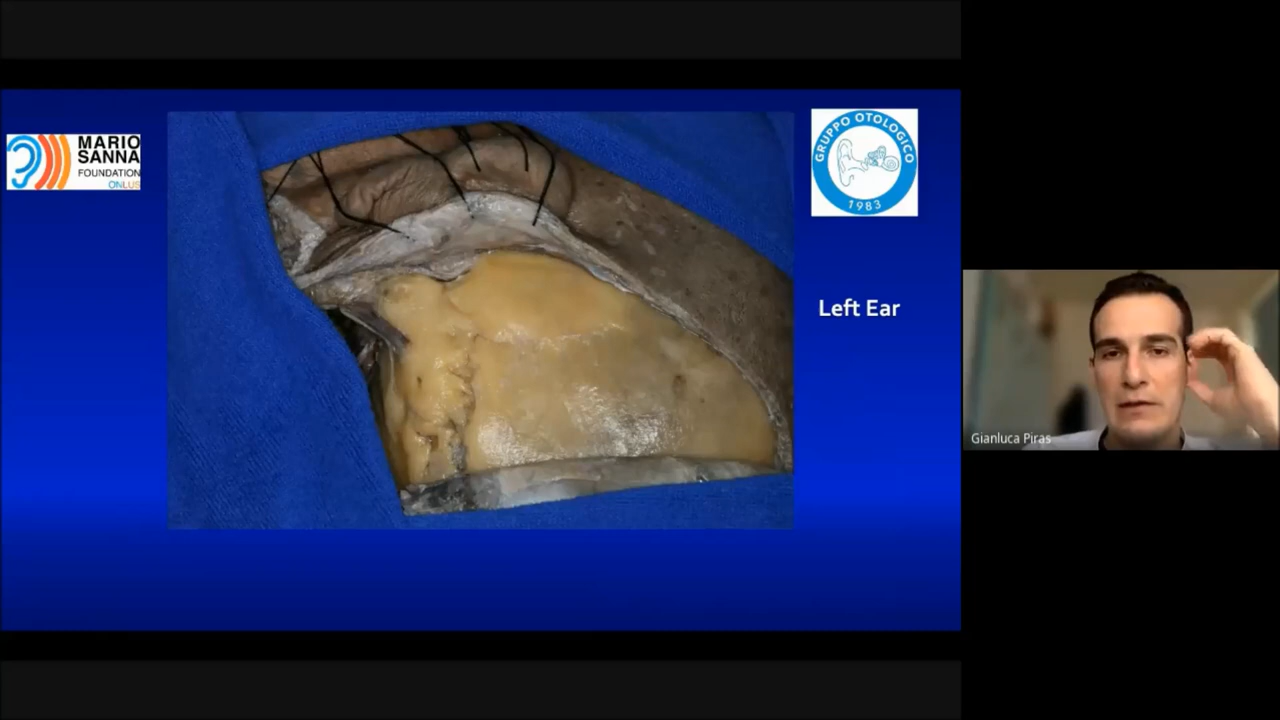 MARIO
SANNA
FOUNDATION
ONLUS
GRUPPO OTOLOGICO
1983
Left Ear
Gianluca Piras